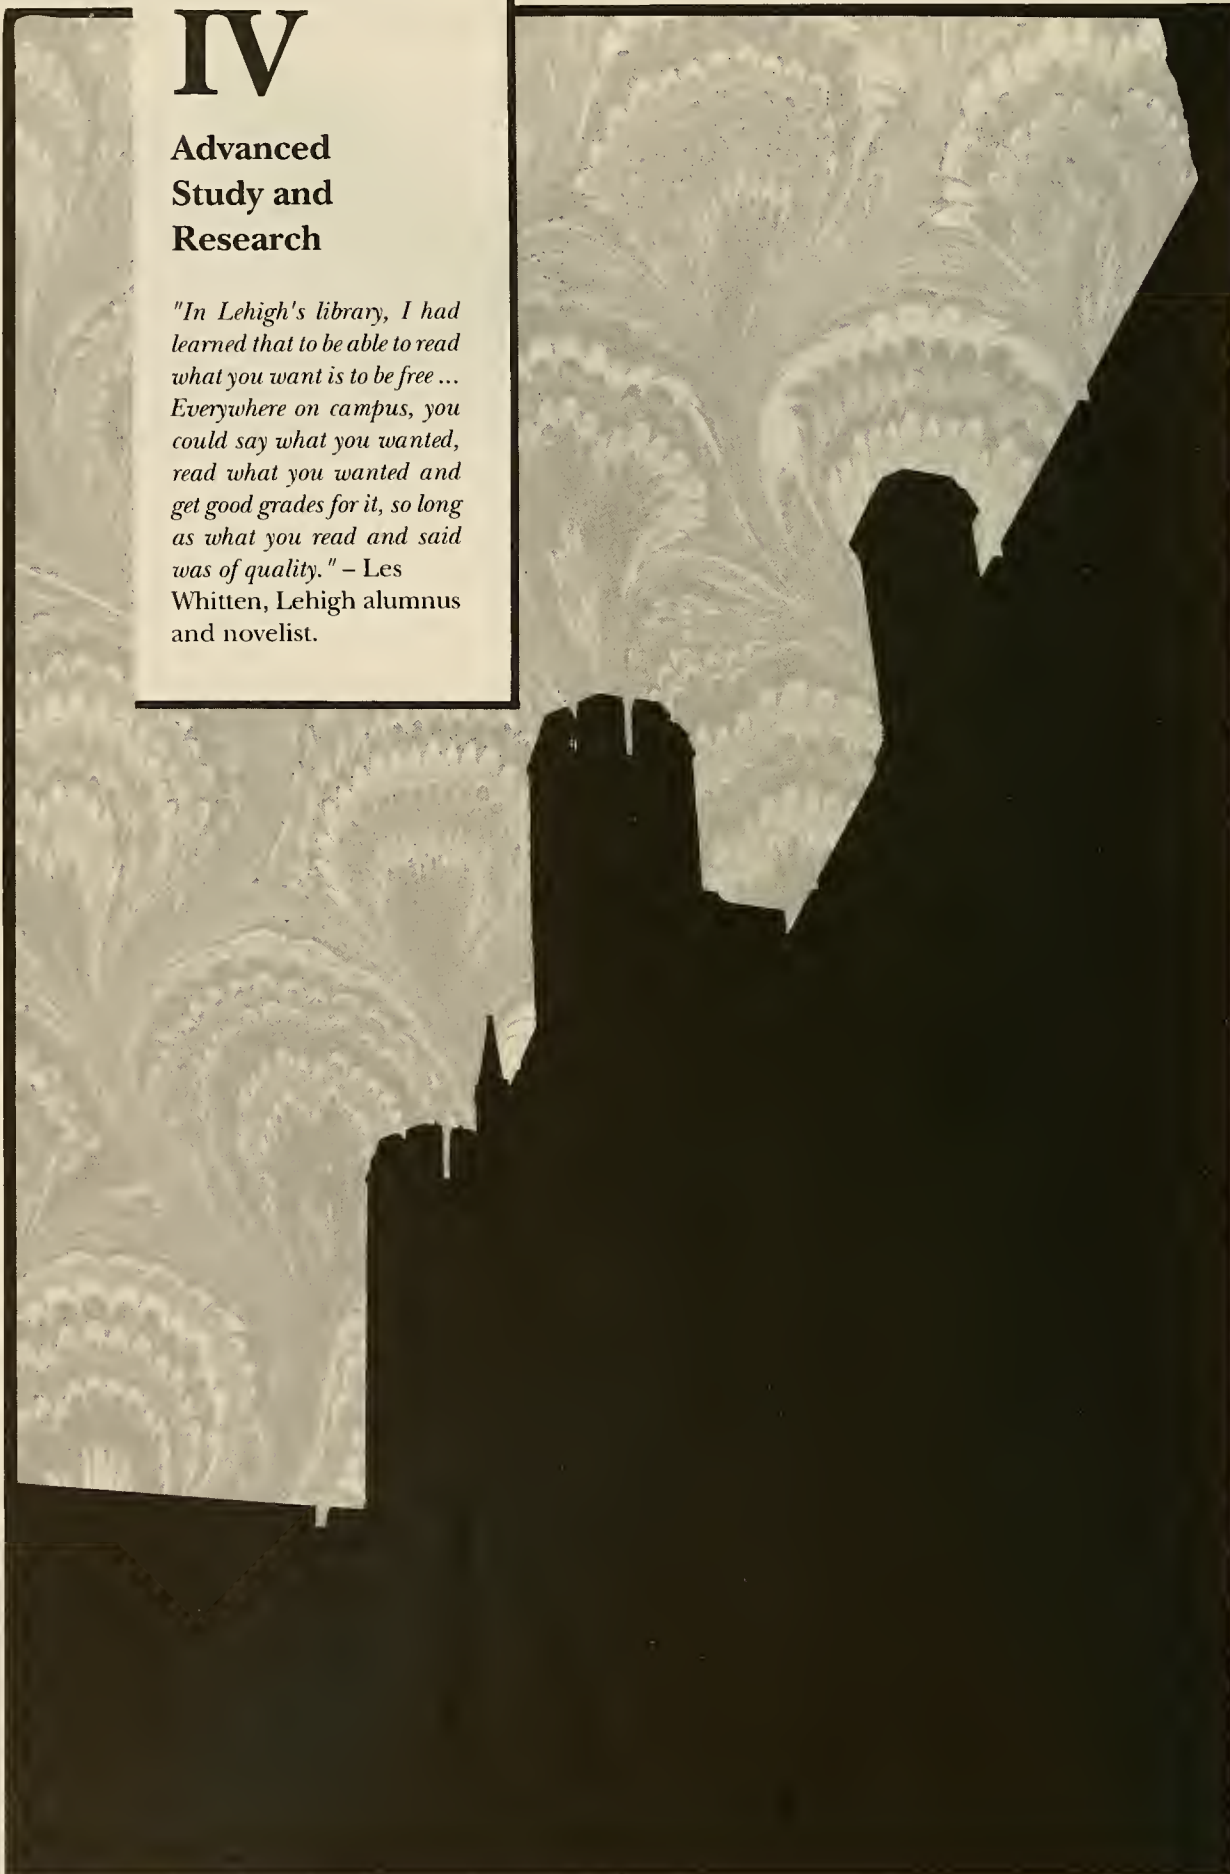 IV
Advanced
Study and
Research
"In Lehigh's library, I had
learned that to be able to read
what you want is to be free ...
Everywhere on campus, you
could say what you wanted,
read what you wanted and
get good grades for it, so long
as what you read and said
was of quality." – Les
Whitten, Lehigh alumnus
and novelist.